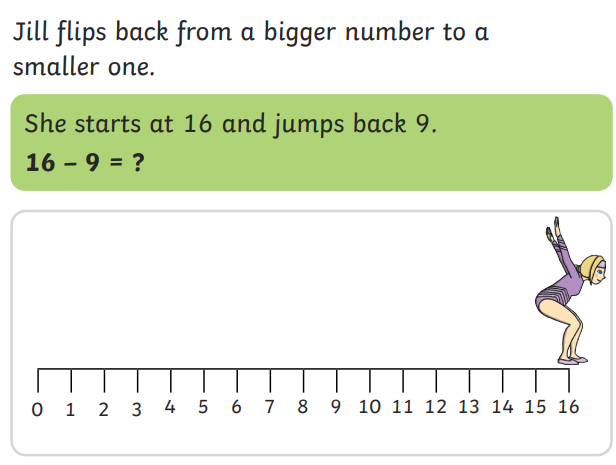 Jill flips back from a bigger number to a
smaller one.
She starts at 16 and jumps back 9.
16 – 9 = ?
0 1 2 3 4 5 6 7 8 9 10 11 12 13 14 15 16